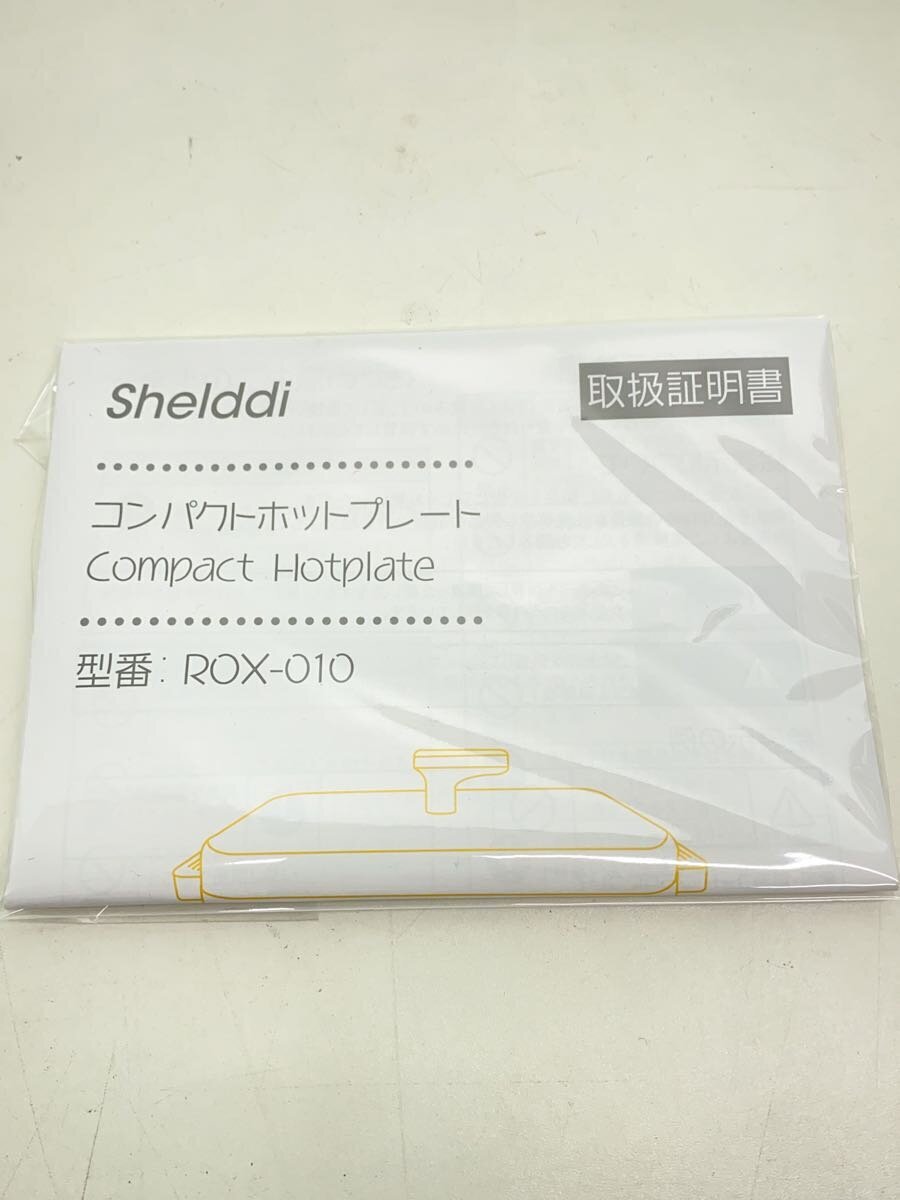 Shelddi
取扱証明書
コンパクトホットプレート
Compact Hotplate
型番: ROX-010